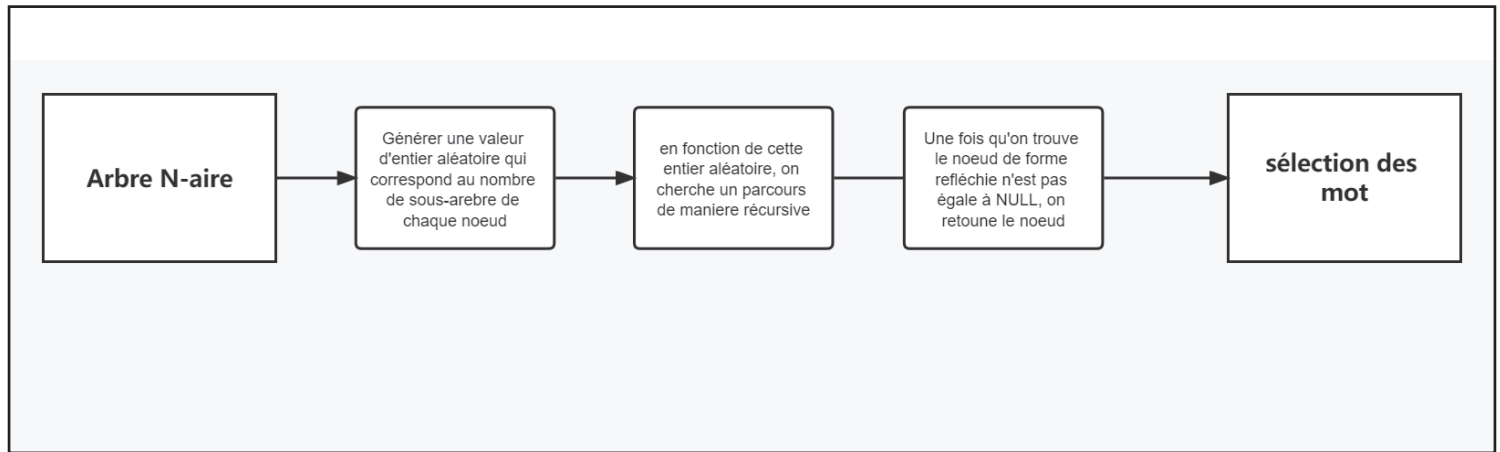 Arbre N-aire
Générer une valeur
d'entier aléatoire qui
correspond au nombre
de sous-arebre de
chaque noeud
en fonction de cette
entier aléatoire, on
cherche un parcours
de maniere récursive
Une fois qu'on trouve
le noeud de forme
refléchie n'est pas
égale à NULL, on
retoune le noeud
sélection des
mot